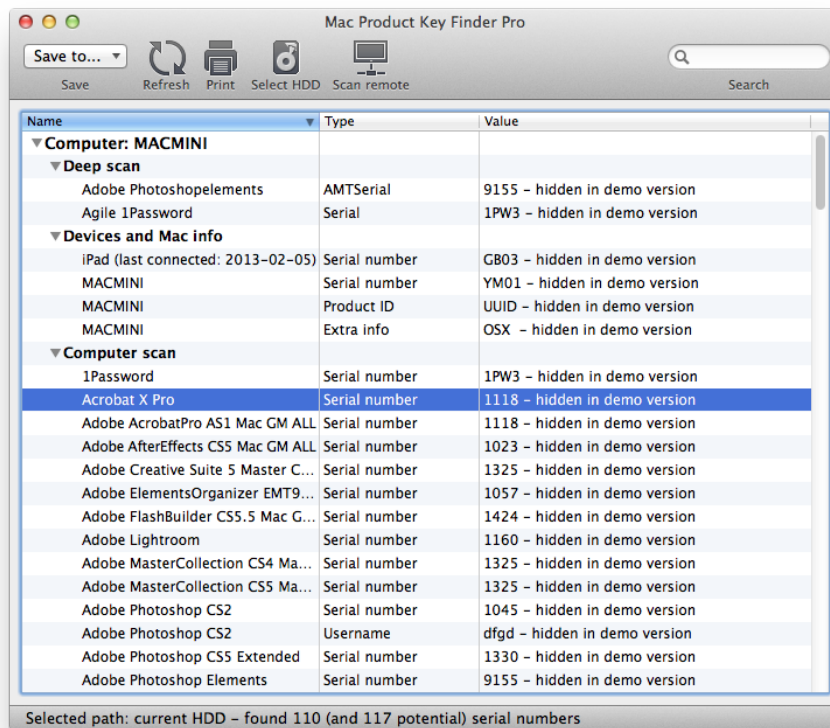 Mac Product Key Finder Pro
Save to...
Save Refresh Print Select HDD Scan remote Search
Name Type Value
Computer: MACMINI
Deep scan
Adobe Photoshopelements AMTSerial 9155 – hidden in demo version
Agile 1Password Serial 1PW3 – hidden in demo version
Devices and Mac info
iPad (last connected: 2013-02-05) Serial number GB03 – hidden in demo version
MACMINI Serial number YM01 – hidden in demo version
MACMINI Product ID UUID – hidden in demo version
MACMINI Extra info OSX – hidden in demo version
Computer scan
1Password Serial number 1PW3 – hidden in demo version
Acrobat X Pro Serial number 1118 – hidden in demo version
Adobe AcrobatPro AS1 Mac GM ALL Serial number 1118 – hidden in demo version
Adobe AfterEffects CS5 Mac GM ALL Serial number 1023 – hidden in demo version
Adobe Creative Suite 5 Master C... Serial number 1325 – hidden in demo version
Adobe ElementsOrganizer EMT9... Serial number 1057 – hidden in demo version
Adobe FlashBuilder CS5.5 Mac G... Serial number 1424 – hidden in demo version
Adobe Lightroom Serial number 1160 – hidden in demo version
Adobe MasterCollection CS4 Ma... Serial number 1325 – hidden in demo version
Adobe MasterCollection CS5 Ma... Serial number 1325 – hidden in demo version
Adobe Photoshop CS2 Serial number 1045 – hidden in demo version
Adobe Photoshop CS2 Username dfgd – hidden in demo version
Adobe Photoshop CS5 Extended Serial number 1330 – hidden in demo version
Adobe Photoshop Elements Serial number 9155 – hidden in demo version
Selected path: current HDD – found 110 (and 117 potential) serial numbers